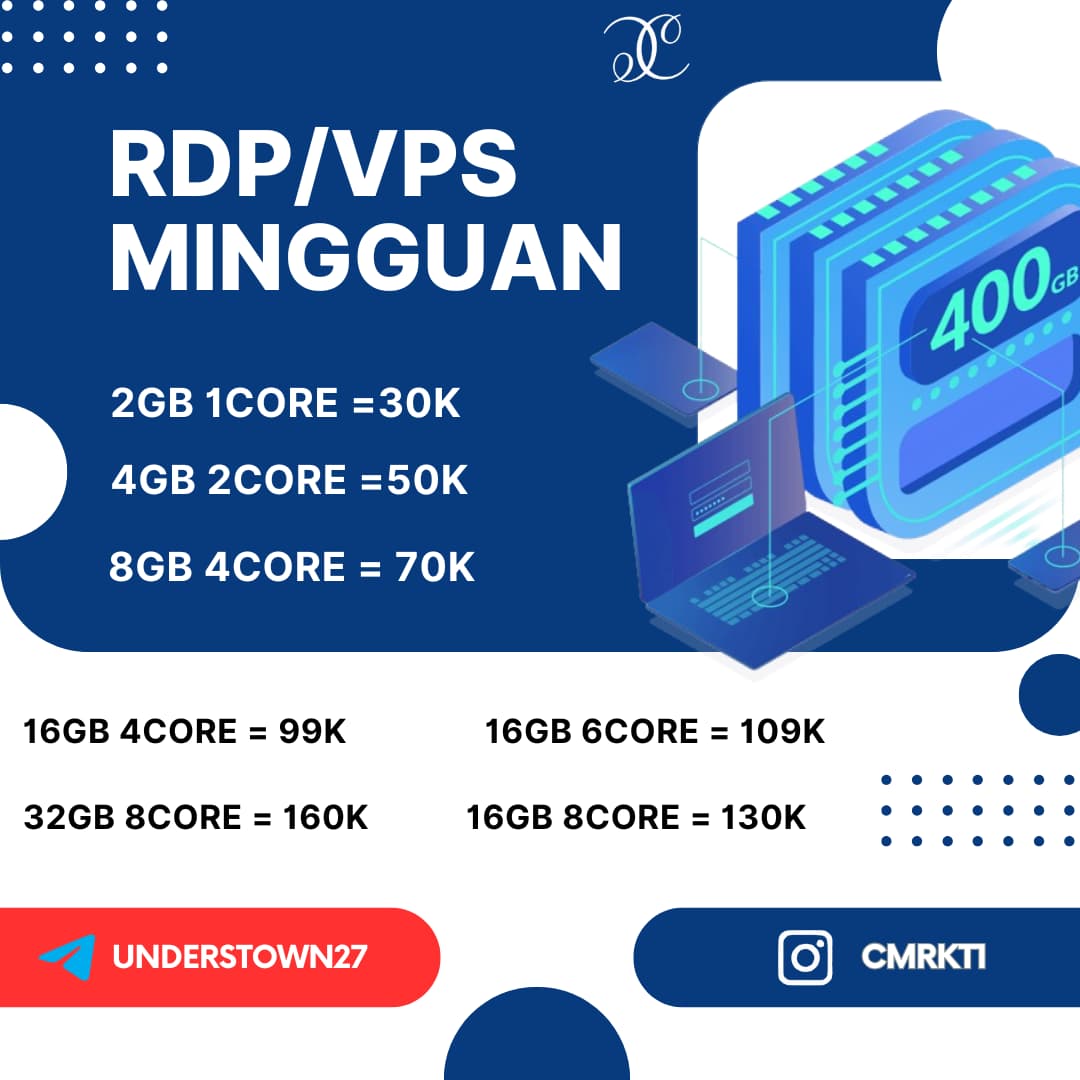 RDP/VPS
MINGGUAN
400GB
2GB 1CORE =30K
4GB 2CORE =50K
8GB 4CORE = 70K
16GB 4CORE = 99K
16GB 6CORE = 109K
32GB 8CORE = 160K
16GB 8CORE = 130K
UNDERSTOWN27
CMRKTI